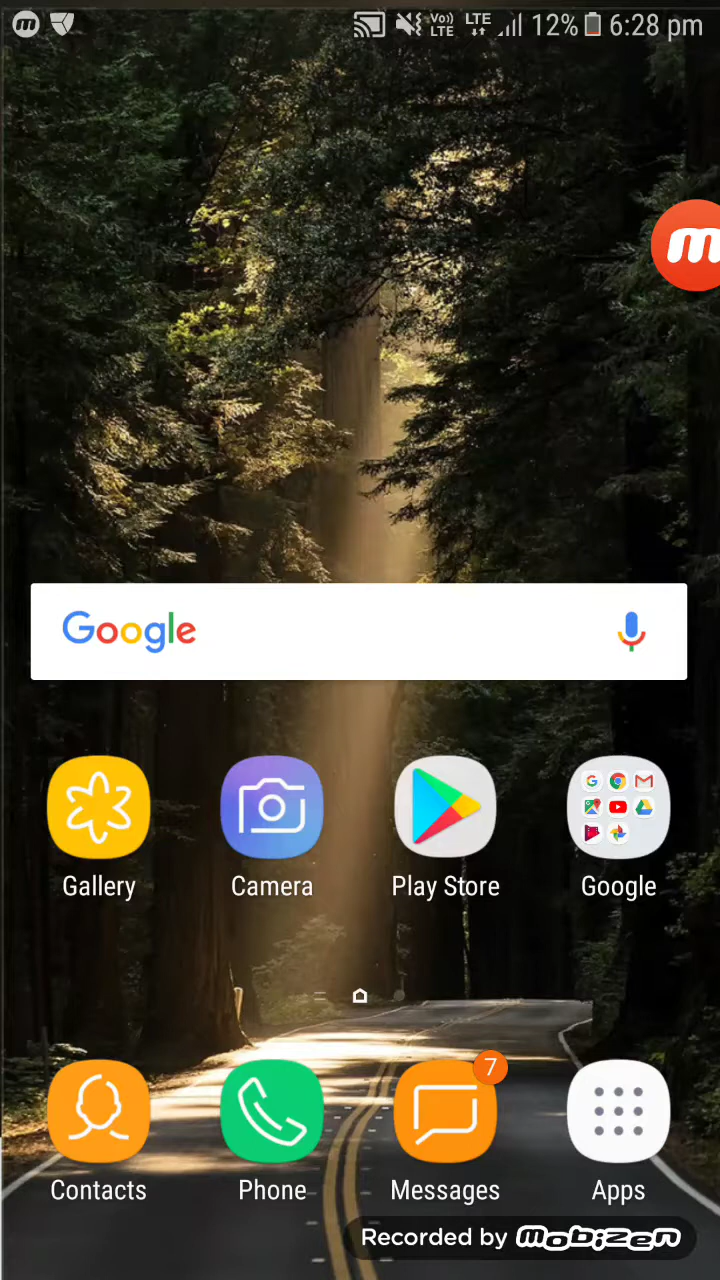 Vo)) LTE LTE 12% 6:28 pm
m
Google
Gallery Camera Play Store Google
7
Contacts Phone Messages Apps
Recorded by mobizen